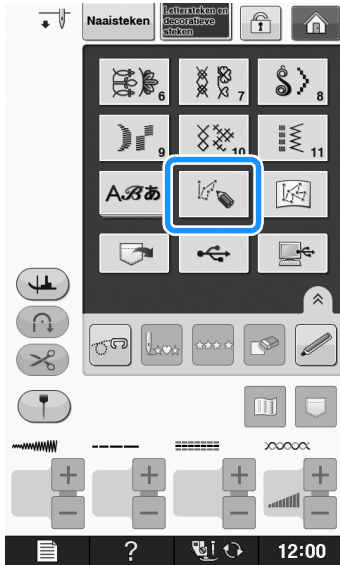 Naaisteken
Lettersteken en
decoratieve
steken
6
7
8
9
10
11
Aℬあ
?
12:00